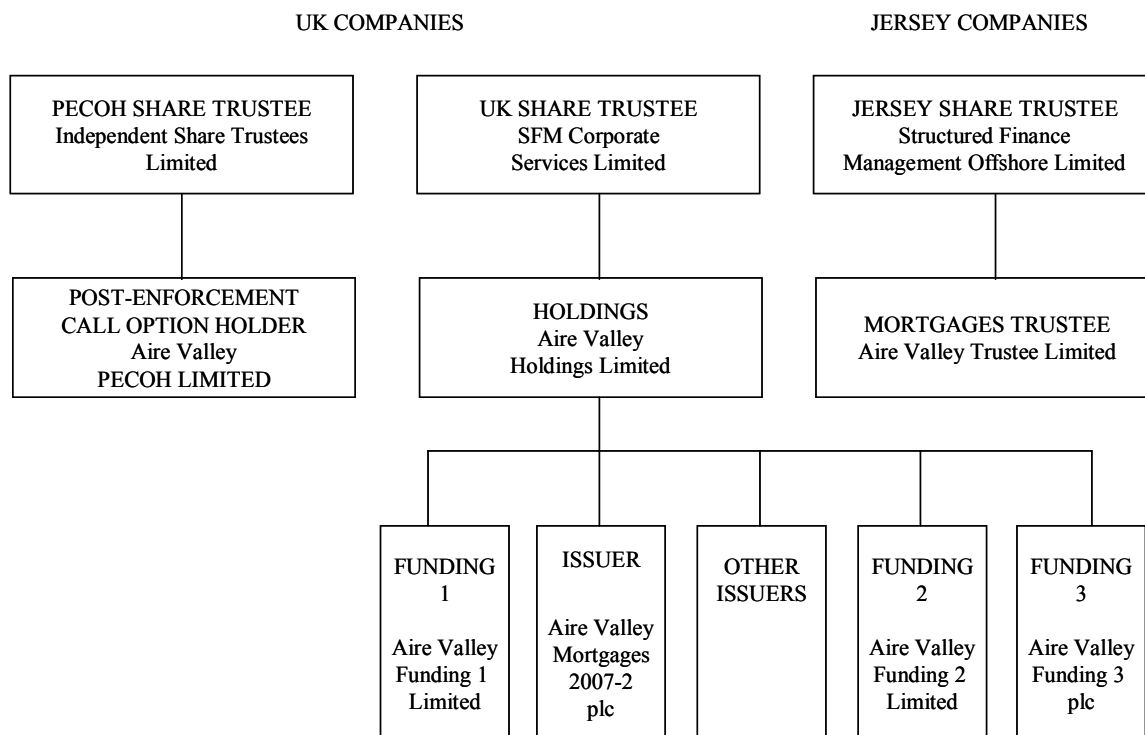 UK COMPANIES
JERSEY COMPANIES
PECOH SHARE TRUSTEE
Independent Share Trustees
Limited
UK SHARE TRUSTEE
SFM Corporate
Services Limited
JERSEY SHARE TRUSTEE
Structured Finance
Management Offshore Limited
POST-ENFORCEMENT
CALL OPTION HOLDER
Aire Valley
PECOH LIMITED
HOLDINGS
Aire Valley
Holdings Limited
MORTGAGES TRUSTEE
Aire Valley Trustee Limited
FUNDING
1
Aire Valley
Funding 1
Limited
ISSUER
Aire Valley
Mortgages
2007-2
plc
OTHER
ISSUERS
FUNDING
2
Aire Valley
Funding 2
Limited
FUNDING
3
Aire Valley
Funding 3
plc